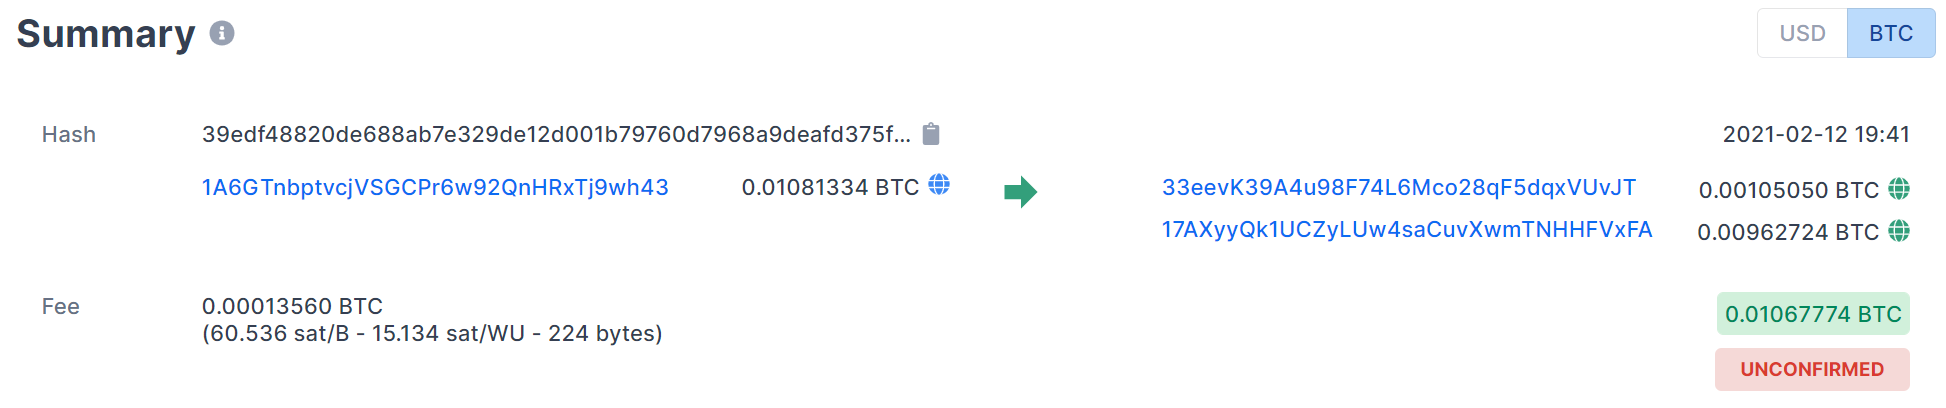 Summary
USD BTC
Hash 39edf48820de688ab7e329de12d001b79760d7968a9deafd375f... 2021-02-12 19:41
1A6GTnbptvcjVSGCPr6w92QnHRxTj9wh43 0.01081334 BTC 33eevK39A4u98F74L6Mco28qF5dqxVUvJT 0.00105050 BTC
17AXyyQk1UCZyLUw4saCuvXwmTNHHFVxFA 0.00962724 BTC
Fee 0.00013560 BTC 0.01067774 BTC
(60.536 sat/B - 15.134 sat/WU - 224 bytes)
UNCONFIRMED